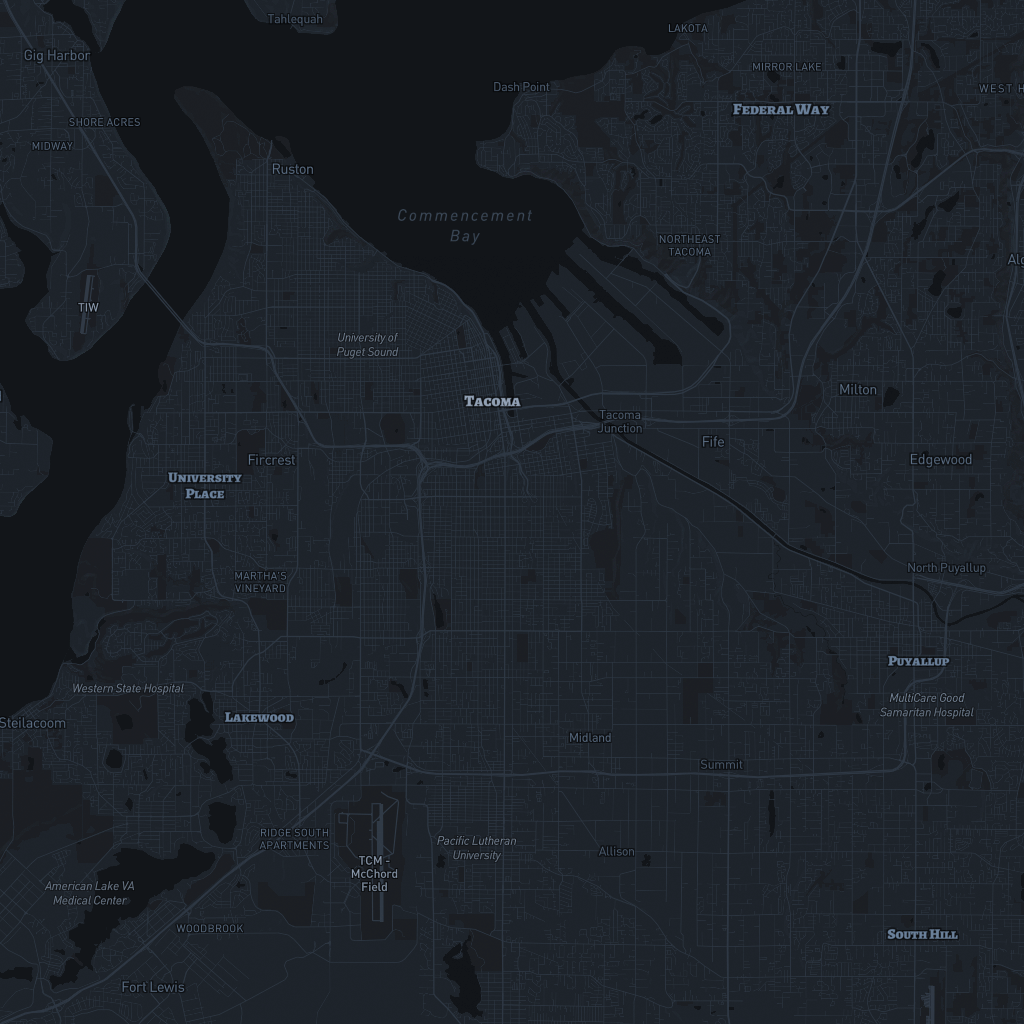 Tahlequah
LAKOTA
Gig Harbor
MIRROR LAKE
Dash Point
WEST H
FEDERAL WAY
SHORE ACRES
MIDWAY
Ruston
Commencement
Bay
NORTHEAST
TACOMA
Alg
TIW
University of
Puget Sound
Milton
TACOMA
Tacoma
Junction
Fife
Fircrest
Edgewood
UNIVERSITY
PLACE
North Puyallup
MARTHA'S
VINEYARD
PUYALLUP
Western State Hospital
MultiCare Good
Samaritan Hospital
Steilacoom
LAKEWOOD
Midland
Summit
RIDGE SOUTH
APARTMENTS
Pacific Lutheran
University
Allison
TCM -
McChord
Field
American Lake VA
Medical Center
WOODBROOK
SOUTH HILL
Fort Lewis